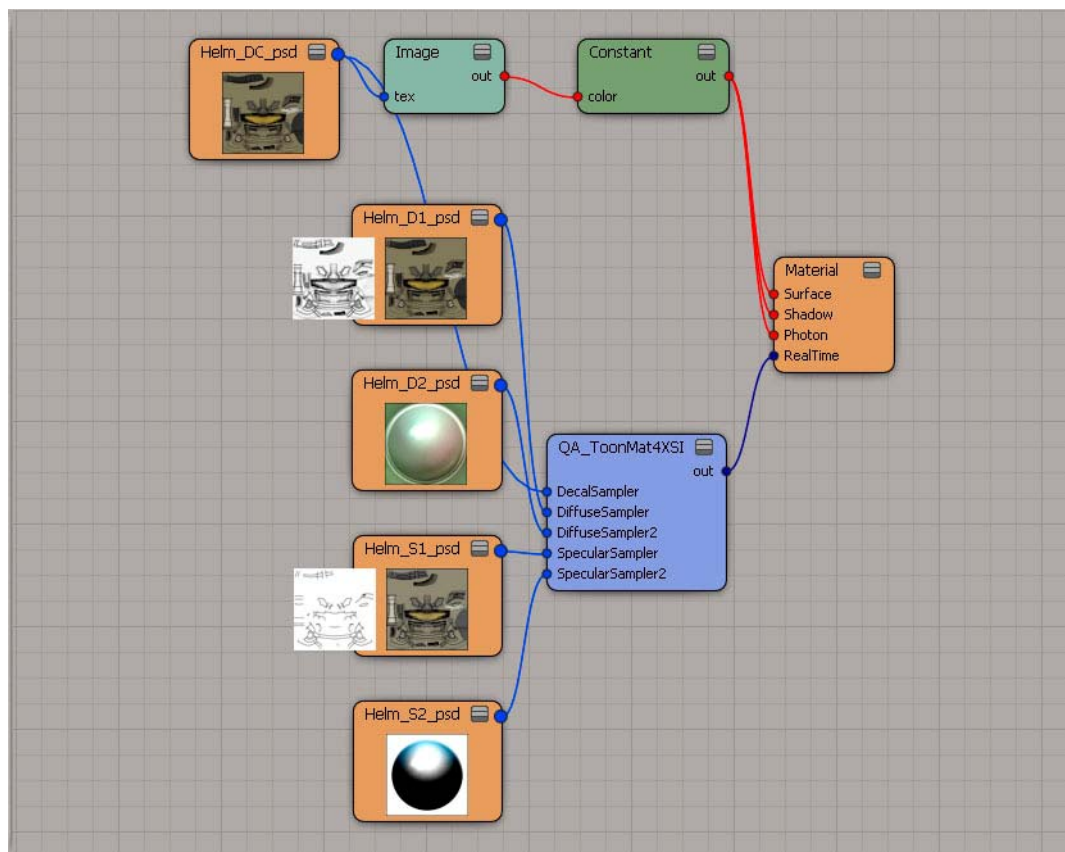 Helm_DC_psd
Image
out
tex
Constant
out
color
Helm_D1_psd
Material
Surface
Shadow
Photon
RealTime
Helm_D2_psd
QA_ToonMat4XSI
out
DecalSampler
DiffuseSampler
DiffuseSampler2
SpecularSampler
SpecularSampler2
Helm_S1_psd
Helm_S2_psd